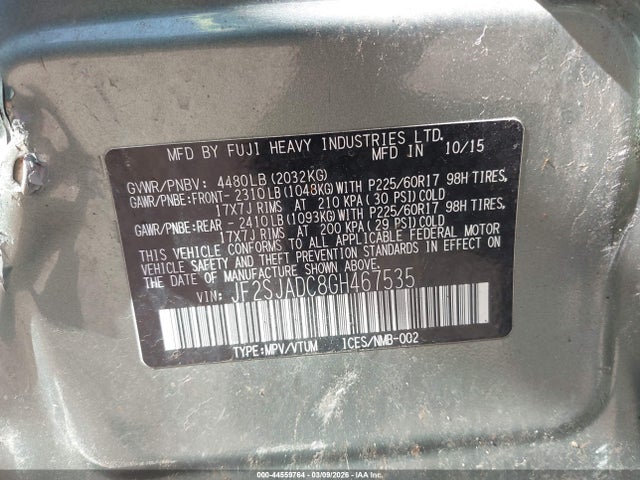 MFD BY FUJI HEAVY INDUSTRIES LTD.
MFD IN 10/15
GVWR/PNBV: 4480LB(2032KG)
GAWR/PNBE:FRONT- 2310LB(1048KG)WITH P225/60R17 98H TIRES,
17X7J RIMS AT 210 KPA(30 PSI)COLD
GAWR/PNBE:REAR - 2410LB(1093KG)WITH P225/60R17 98H TIRES,
17X7J RIMS AT 200 KPA(29 PSI)COLD
THIS VEHICLE CONFORMS TO ALL APPLICABLE FEDERAL MOTOR
VEHICLE SAFETY AND THEFT PREVENTION STANDARDS IN EFFECT ON
THE DATE OF MANUFACTURE SHOWN ABOVE.
VIN: JF2SJADC8GH467535
TYPE:MPV/VTUM ICES/NMB-002
000-44559764 - 03/09/2026 - IAA Inc.